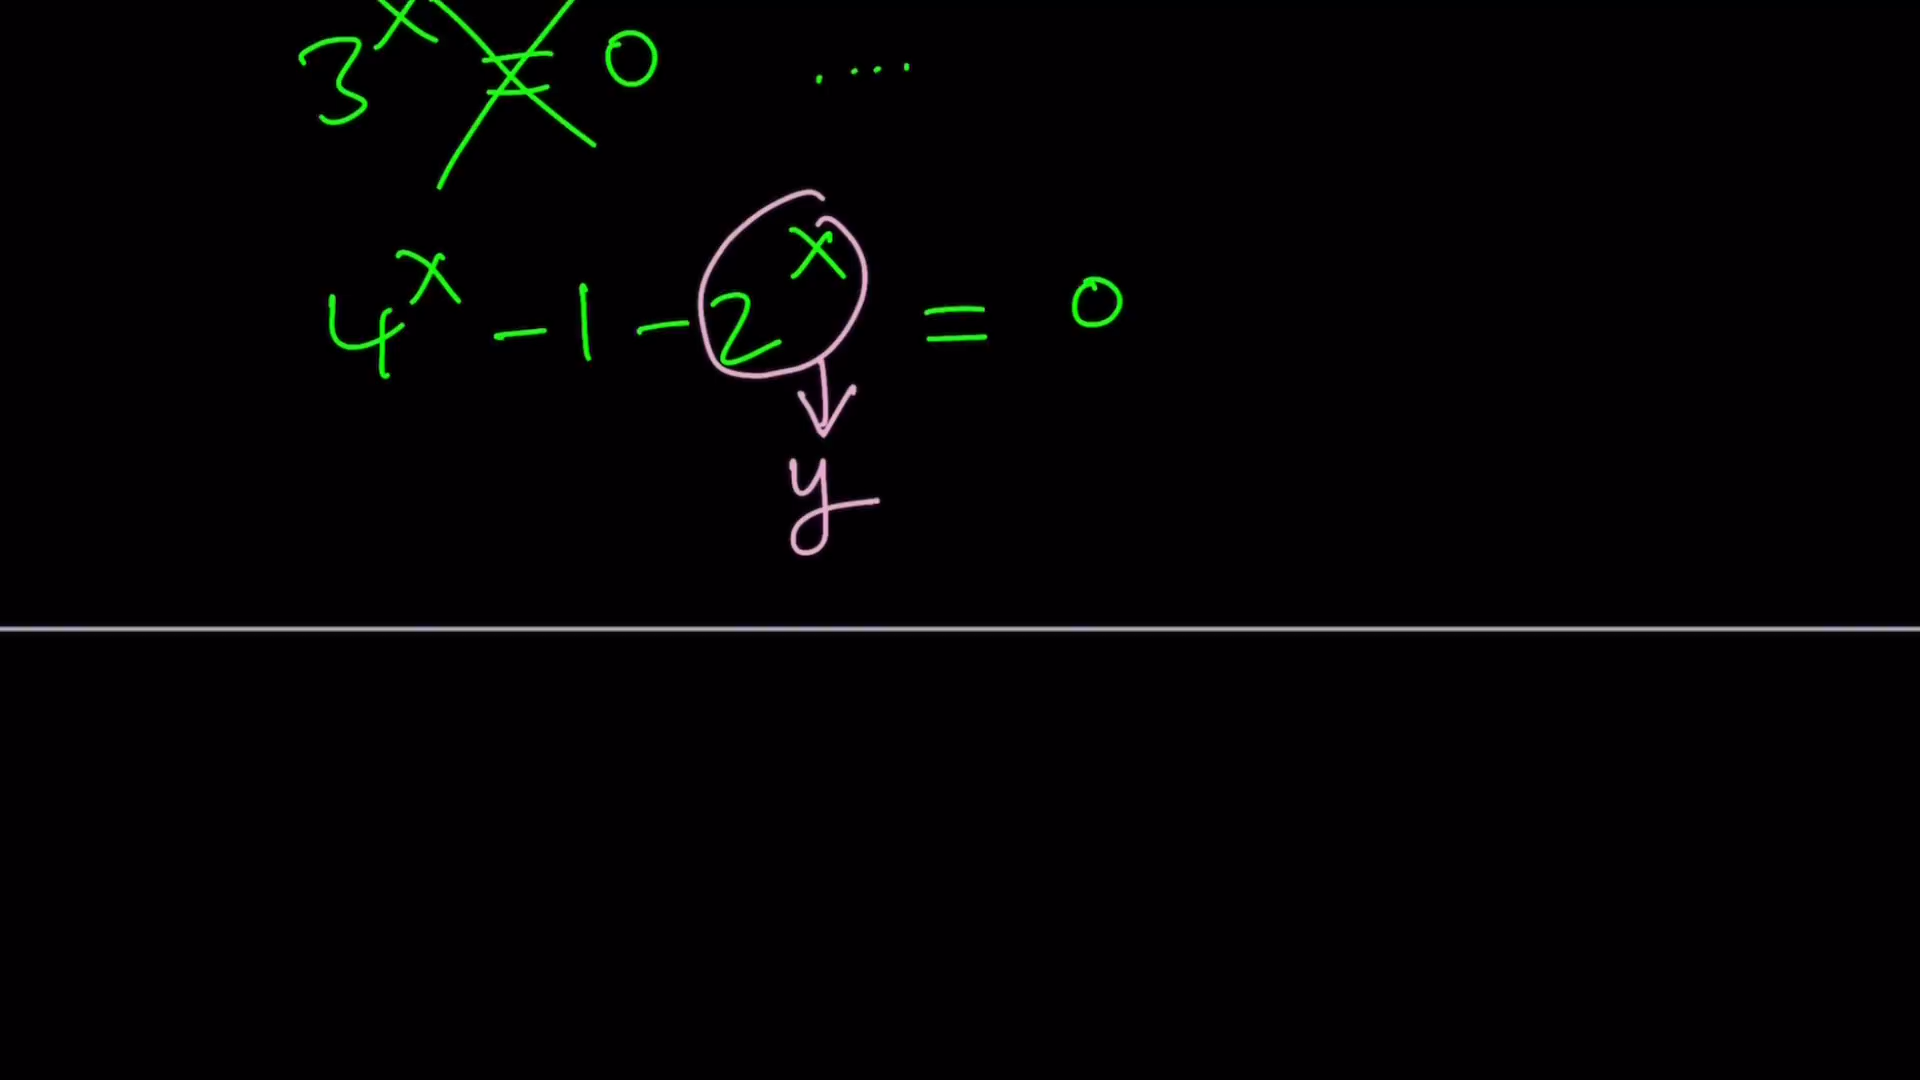 3^x = 0 ....
4^x - 1 - 2^x = 0
y